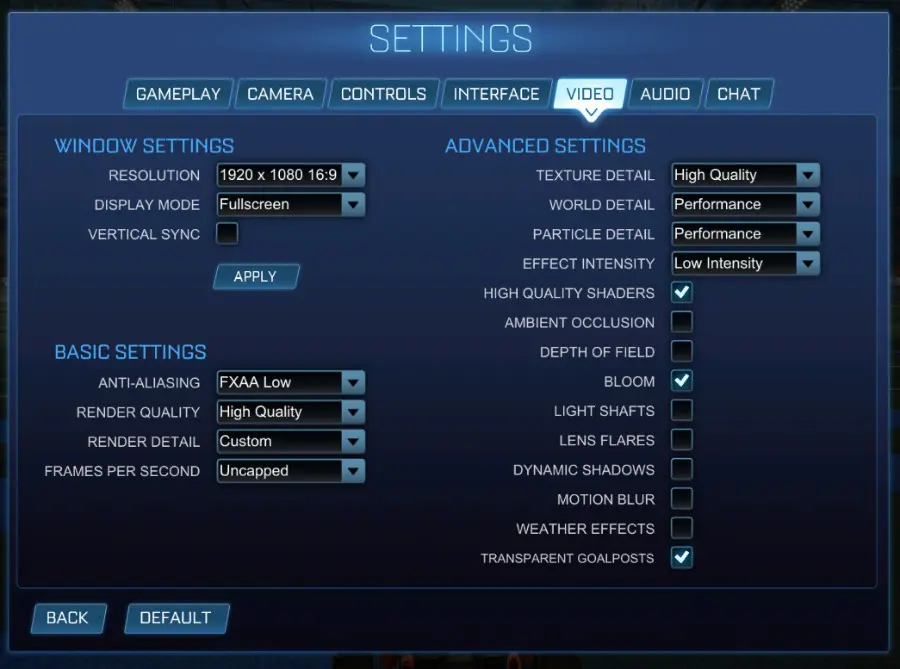 SETTINGS
GAMEPLAY CAMERA CONTROLS INTERFACE VIDEO AUDIO CHAT
WINDOW SETTINGS
RESOLUTION 1920 x 1080 16:9
DISPLAY MODE Fullscreen
VERTICAL SYNC
APPLY
BASIC SETTINGS
ANTI-ALIASING FXAA Low
RENDER QUALITY High Quality
RENDER DETAIL Custom
FRAMES PER SECOND Uncapped
ADVANCED SETTINGS
TEXTURE DETAIL High Quality
WORLD DETAIL Performance
PARTICLE DETAIL Performance
EFFECT INTENSITY Low Intensity
HIGH QUALITY SHADERS
AMBIENT OCCLUSION
DEPTH OF FIELD
BLOOM
LIGHT SHAFTS
LENS FLARES
DYNAMIC SHADOWS
MOTION BLUR
WEATHER EFFECTS
TRANSPARENT GOALPOSTS
BACK DEFAULT